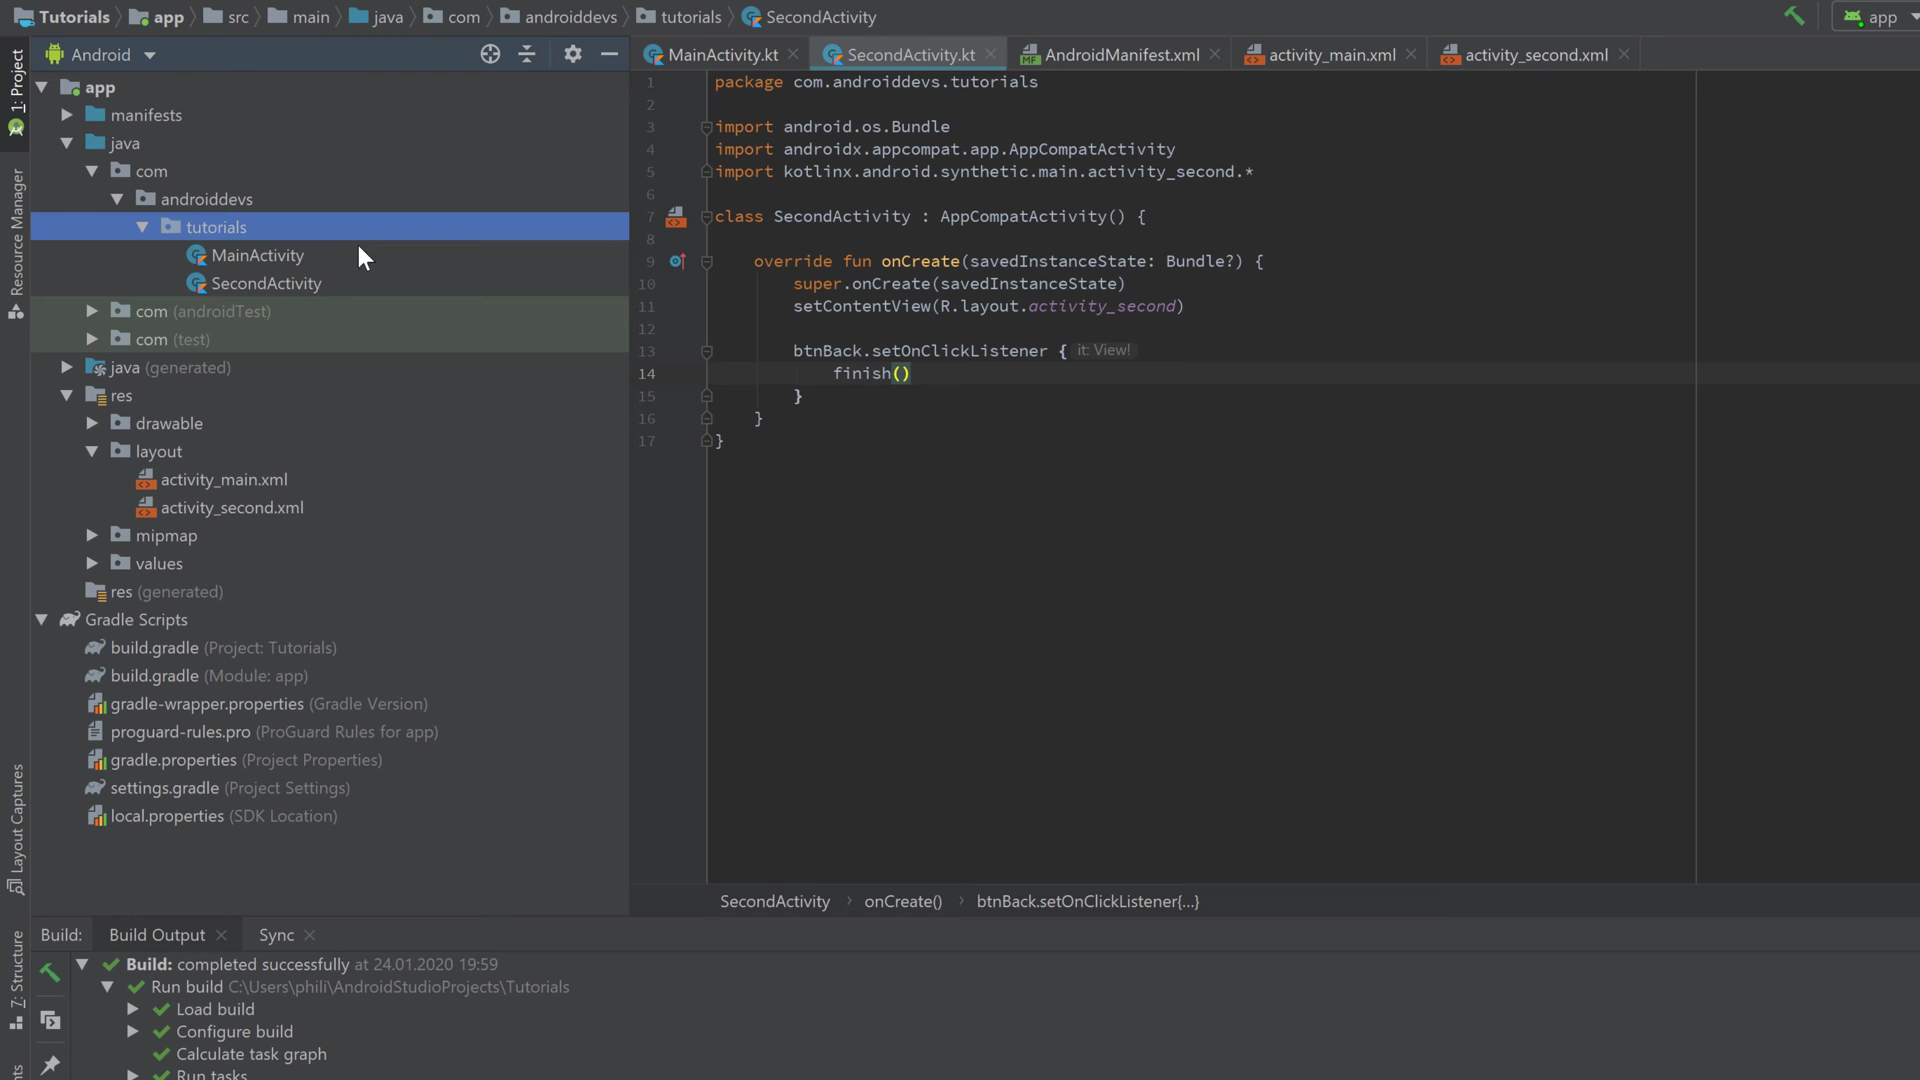 Tutorials app src main java com androiddevs tutorials SecondActivity app
Android
MainActivity.kt SecondActivity.kt AndroidManifest.xml activity_main.xml activity_second.xml
1: Project
Resource Manager
Layout Captures
7: Structure
app
manifests
java
com
androiddevs
tutorials
MainActivity
SecondActivity
com (androidTest)
com (test)
java (generated)
res
drawable
layout
activity_main.xml
activity_second.xml
mipmap
values
res (generated)
Gradle Scripts
build.gradle (Project: Tutorials)
build.gradle (Module: app)
gradle-wrapper.properties (Gradle Version)
proguard-rules.pro (ProGuard Rules for app)
gradle.properties (Project Properties)
settings.gradle (Project Settings)
local.properties (SDK Location)
1 package com.androiddevs.tutorials
2
3 import android.os.Bundle
4 import androidx.appcompat.app.AppCompatActivity
5 import kotlinx.android.synthetic.main.activity_second.*
6
7 class SecondActivity : AppCompatActivity() {
8
9 override fun onCreate(savedInstanceState: Bundle?) {
10 super.onCreate(savedInstanceState)
11 setContentView(R.layout.activity_second)
12
13 btnBack.setOnClickListener { it: View!
14 finish()
15 }
16 }
17 }
SecondActivity › onCreate() › btnBack.setOnClickListener{...}
Build: Build Output Sync
Build: completed successfully at 24.01.2020 19:59
Run build C:\Users\phili\AndroidStudioProjects\Tutorials
Load build
Configure build
Calculate task graph
Run tasks